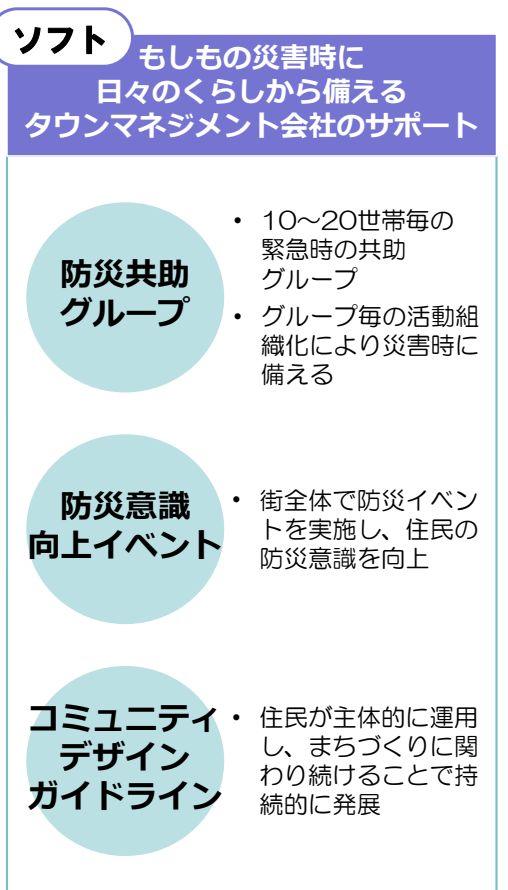 ソフト
もしもの災害時に
日々のくらしから備える
タウンマネジメント会社のサポート
防災共助
グループ
• 10〜20世帯毎の
緊急時の共助
グループ
• グループ毎の活動組
織化により災害時に
備える
防災意識
向上イベント
• 街全体で防災イベン
トを実施し、住民の
防災意識を向上
コミュニティ
デザイン
ガイドライン
• 住民が主体的に運用
し、まちづくりに関
わり続けることで持
続的に発展